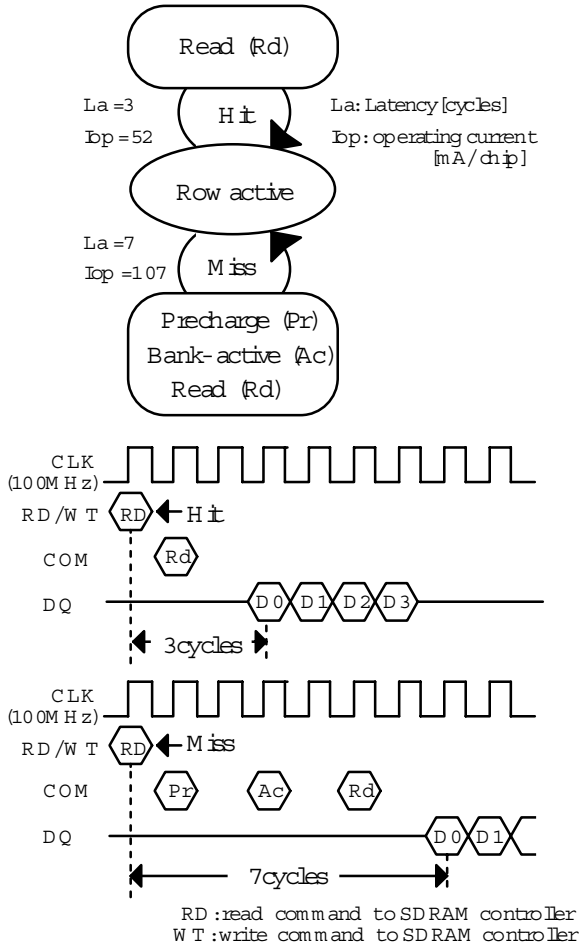 Read (Rd)
La=3
Iop=52
Hit
La: Latency [cycles]
Iop: operating current
[mA/chip]
Row active
La=7
Iop=107
Miss
Precharge (Pr)
Bank-active (Ac)
Read (Rd)
CLK
(100MHz)
RD/WT RD Hit
COM Rd
DQ D0 D1 D2 D3
3cycles
CLK
(100MHz)
RD/WT RD Miss
COM Pr Ac Rd
DQ D0 D1
7cycles
RD:read command to SDRAM controller
WT:write command to SDRAM controller